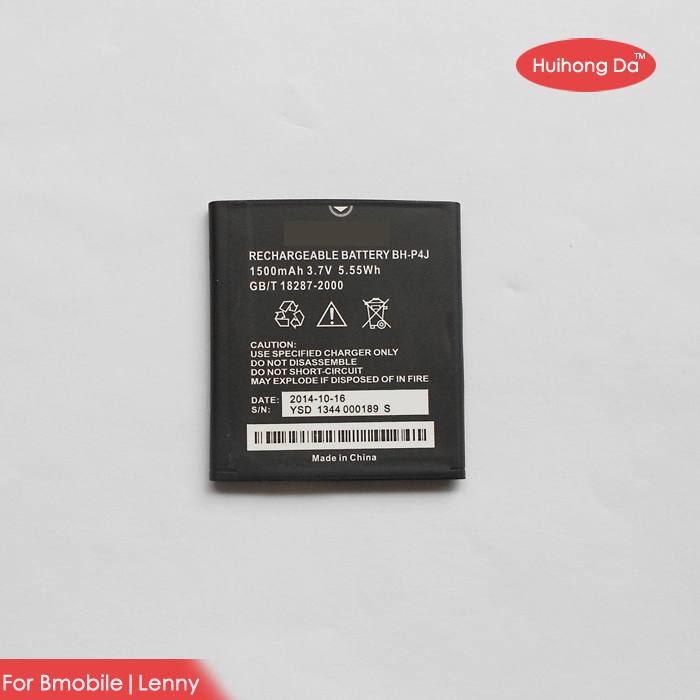 Huihong Da™
RECHARGEABLE BATTERY BH-P4J
1500mAh 3.7V 5.55Wh
GB/T 18287-2000
CAUTION:
USE SPECIFIED CHARGER ONLY
DO NOT DISASSEMBLE
DO NOT SHORT-CIRCUIT
MAY EXPLODE IF DISPOSED OF IN FIRE
DATE: 2014-10-16
S/N: YSD 1344 000189 S
Made in China
For Bmobile|Lenny